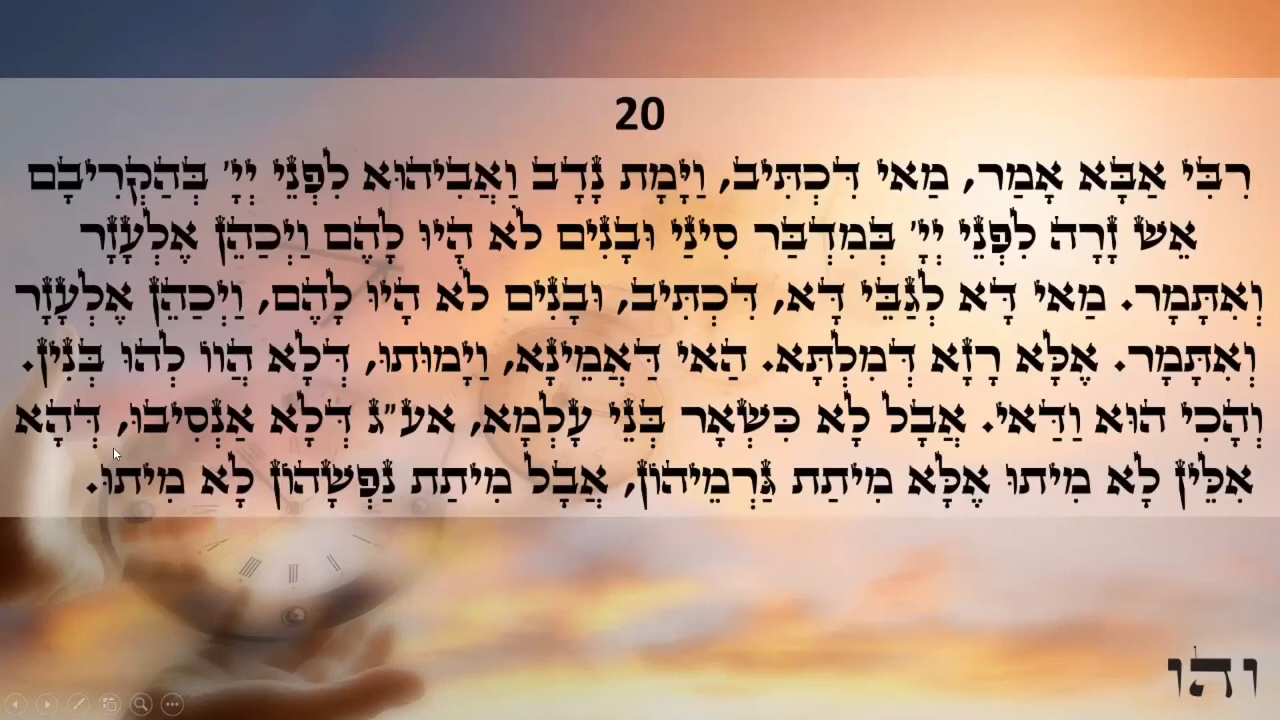 20
רִבִּי אַבָּא אָמַר, מַאי דִּכְתִּיב, וַיָּמָת נָדָב וַאֲבִיהוּא לִפְנֵי יְיָ' בְּהַקְרִיבָם
אֵשׁ זָרָה לִפְנֵי יְיָ' בְּמִדְבַּר סִינַי וּבָנִים לֹא הָיוּ לָהֶם וַיְכַהֵן אֶלְעָזָר
וְאִתָמָר. מַאי דָּא לְגַבֵּי דָּא, דִּכְתִּיב, וּבָנִים לֹא הָיוּ לָהֶם, וַיְכַהֵן אֶלְעָזָר
וְאִתָּמָר. אֶלָּא רָזָא דְּמִלְתָּא. הַאי דַּאֲמֵינָא, וַיָּמוּתוּ, דְּלָא הֲווֹ לְהוּ בְּנִין.
וְהָכִי הוּא וַדַּאי. אֲבָל לָא כִּשְׁאָר בְּנֵי עָלְמָא, אע"ג דְּלָא אַנְסִיבוּ, דְּהָא
אִלֵּין לָא מִיתוּ אֶלָּא מִיתַת גַּרְמֵיהוֹן, אֲבָל מִיתַת נַפְשָׁהוֹן לָא מִיתוּ.
והו